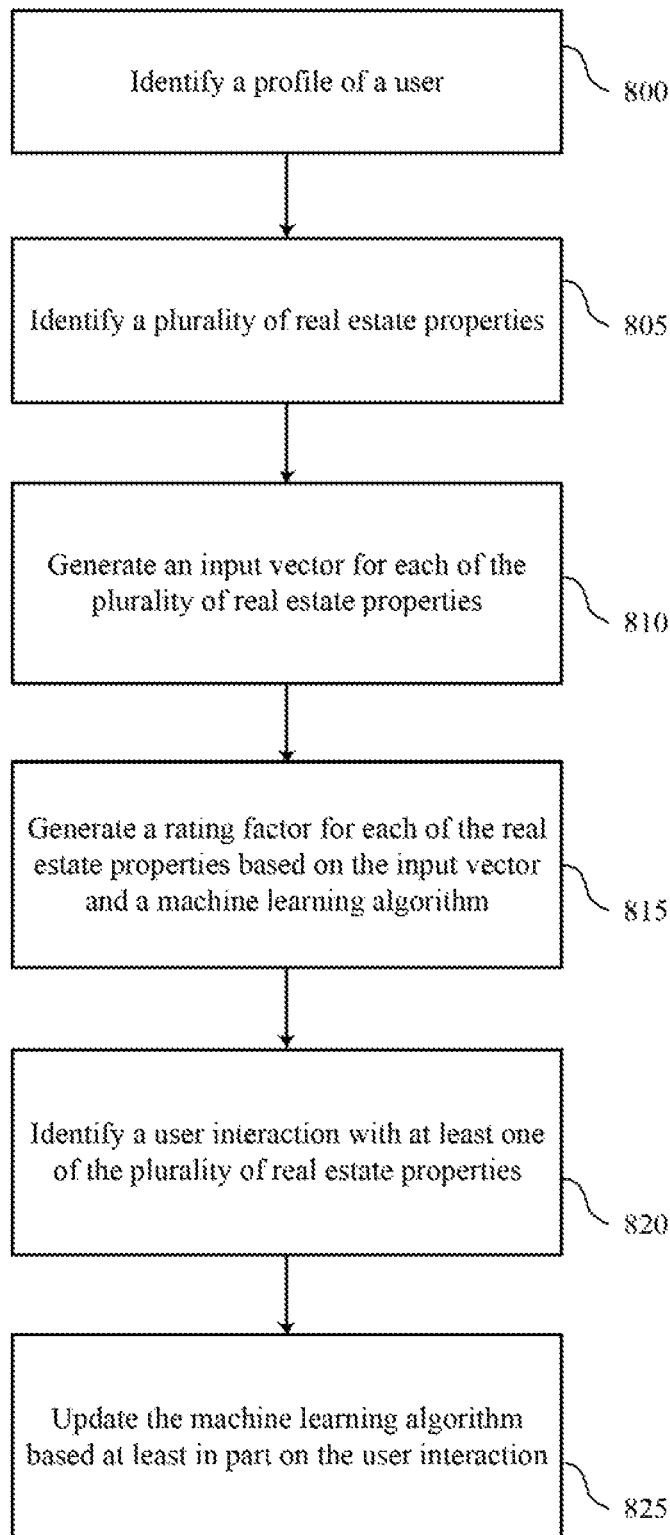 Identify a profile of a user
800
Identify a plurality of real estate properties
805
Generate an input vector for each of the
plurality of real estate properties
810
Generate a rating factor for each of the real
estate properties based on the input vector
and a machine learning algorithm
815
Identify a user interaction with at least one
of the plurality of real estate properties
820
Update the machine learning algorithm
based at least in part on the user interaction
825